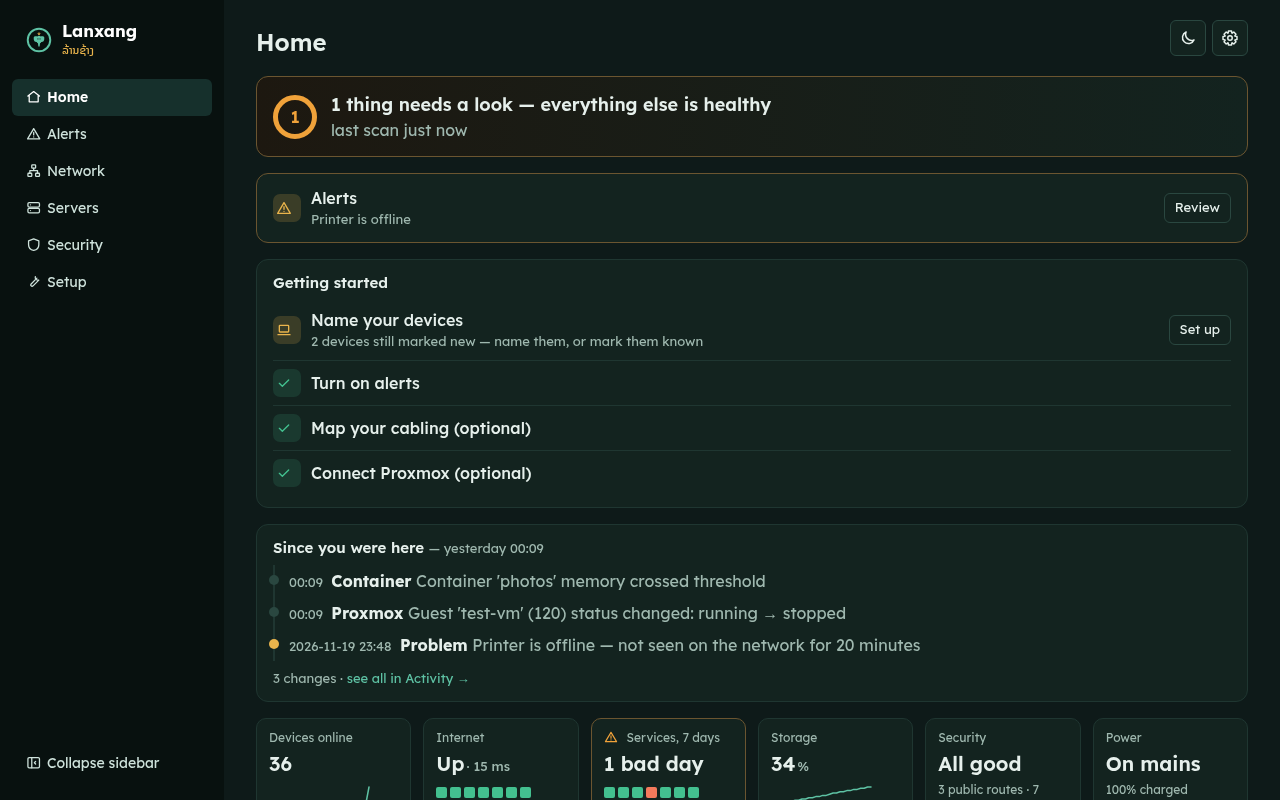 Lanxang
ລ້ານຊ້າງ
Home
Alerts
Network
Servers
Security
Setup
Collapse sidebar
Home
1
1 thing needs a look — everything else is healthy
last scan just now
Alerts
Printer is offline
Review
Getting started
Name your devices
2 devices still marked new — name them, or mark them known
Set up
Turn on alerts
Map your cabling (optional)
Connect Proxmox (optional)
Since you were here — yesterday 00:09
00:09 Container Container 'photos' memory crossed threshold
00:09 Proxmox Guest 'test-vm' (120) status changed: running → stopped
2026-11-19 23:48 Problem Printer is offline — not seen on the network for 20 minutes
3 changes · see all in Activity →
Devices online
36
Internet
Up · 15 ms
Services, 7 days
1 bad day
Storage
34 %
Security
All good
3 public routes · 7
Power
On mains
100% charged